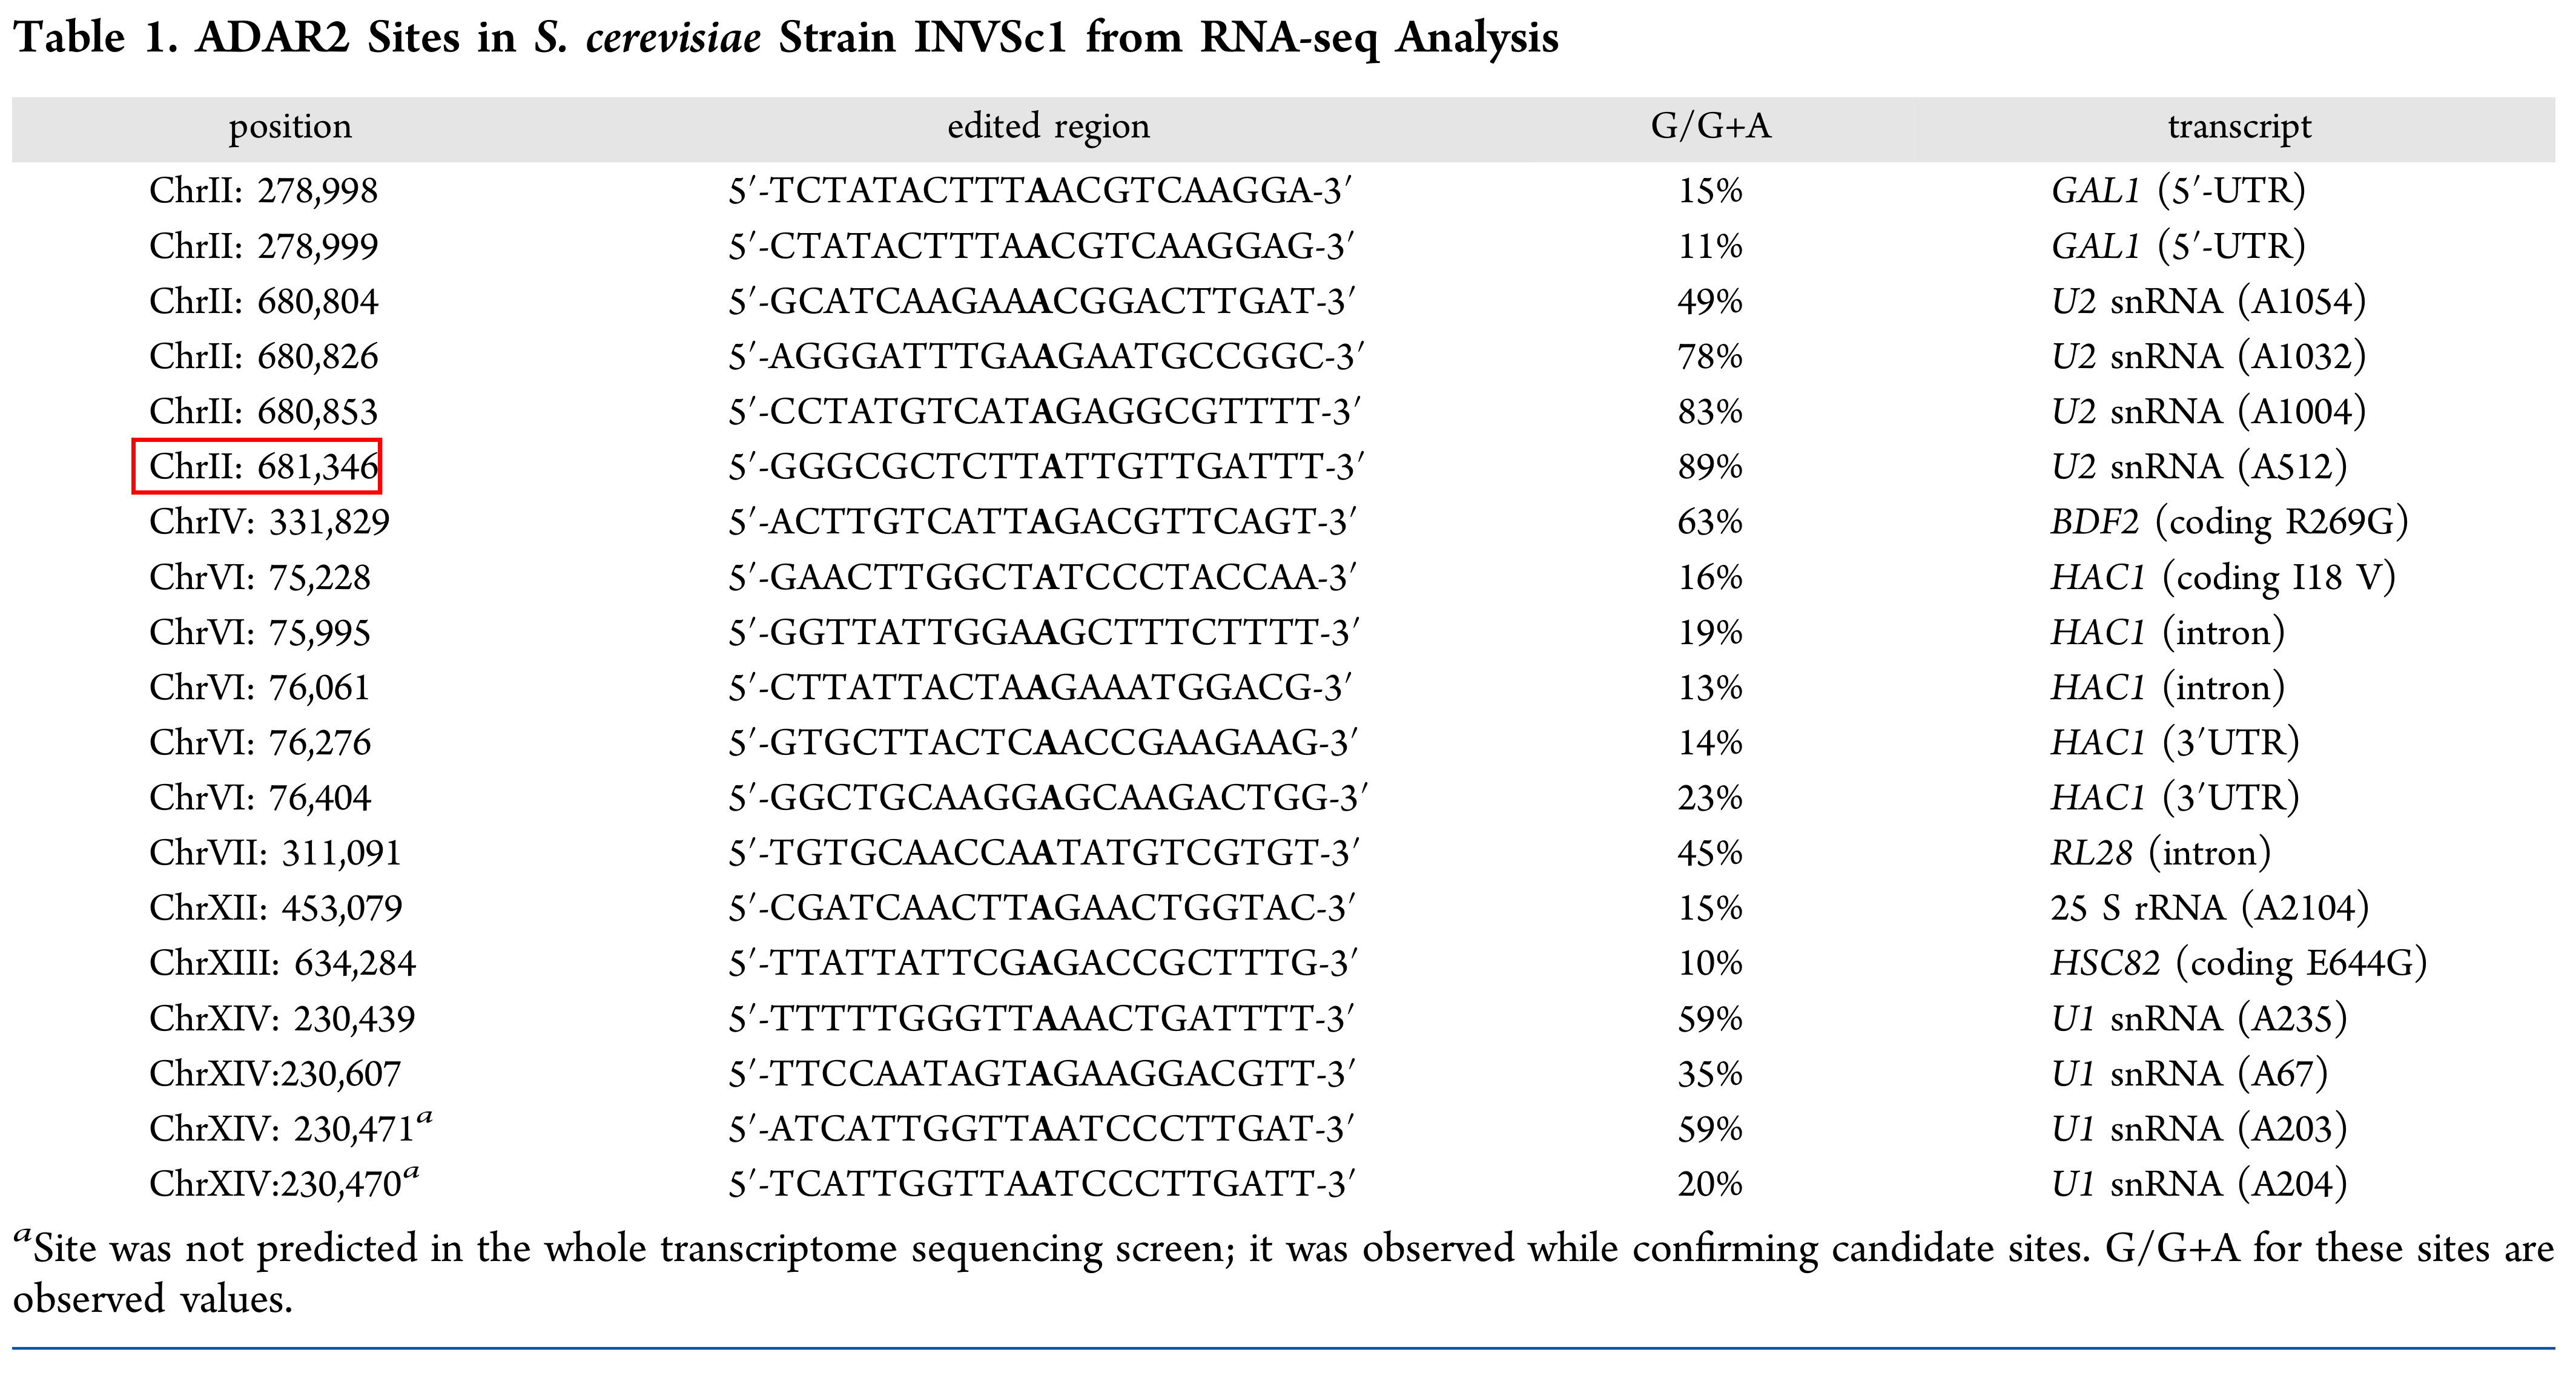 Table 1. ADAR2 Sites in S. cerevisiae Strain INVSc1 from RNA-seq Analysis
position edited region G/G+A transcript
ChrII: 278,998 5′-TCTATACTTTAACGTCAAGGA-3′ 15% GAL1 (5′-UTR)
ChrII: 278,999 5′-CTATACTTTAACGTCAAGGAG-3′ 11% GAL1 (5′-UTR)
ChrII: 680,804 5′-GCATCAAGAAACGGACTTGAT-3′ 49% U2 snRNA (A1054)
ChrII: 680,826 5′-AGGGATTTGAAGAATGCCGGC-3′ 78% U2 snRNA (A1032)
ChrII: 680,853 5′-CCTATGTCATAGAGGCGTTTT-3′ 83% U2 snRNA (A1004)
ChrII: 681,346 5′-GGGCGCTCTTATTGTTGATTT-3′ 89% U2 snRNA (A512)
ChrIV: 331,829 5′-ACTTGTCATTAGACGTTCAGT-3′ 63% BDF2 (coding R269G)
ChrVI: 75,228 5′-GAACTTGGCTATCCCTACCAA-3′ 16% HAC1 (coding I18 V)
ChrVI: 75,995 5′-GGTTATTGGAAGCTTTCTTTT-3′ 19% HAC1 (intron)
ChrVI: 76,061 5′-CTTATTACTAAGAAATGGACG-3′ 13% HAC1 (intron)
ChrVI: 76,276 5′-GTGCTTACTCAACCGAAGAAG-3′ 14% HAC1 (3′UTR)
ChrVI: 76,404 5′-GGCTGCAAGGAGCAAGACTGG-3′ 23% HAC1 (3′UTR)
ChrVII: 311,091 5′-TGTGCAACCAATATGTCGTGT-3′ 45% RL28 (intron)
ChrXII: 453,079 5′-CGATCAACTTAGAACTGGTAC-3′ 15% 25 S rRNA (A2104)
ChrXIII: 634,284 5′-TTATTATTCGAGACCGCTTTG-3′ 10% HSC82 (coding E644G)
ChrXIV: 230,439 5′-TTTTTGGGTTAAACTGATTTT-3′ 59% U1 snRNA (A235)
ChrXIV:230,607 5′-TTCCAATAGTAGAAGGACGTT-3′ 35% U1 snRNA (A67)
ChrXIV: 230,471a 5′-ATCATTGGTTAATCCCTTGAT-3′ 59% U1 snRNA (A203)
ChrXIV:230,470a 5′-TCATTGGTTAATCCCTTGATT-3′ 20% U1 snRNA (A204)
aSite was not predicted in the whole transcriptome sequencing screen; it was observed while confirming candidate sites. G/G+A for these sites are
observed values.